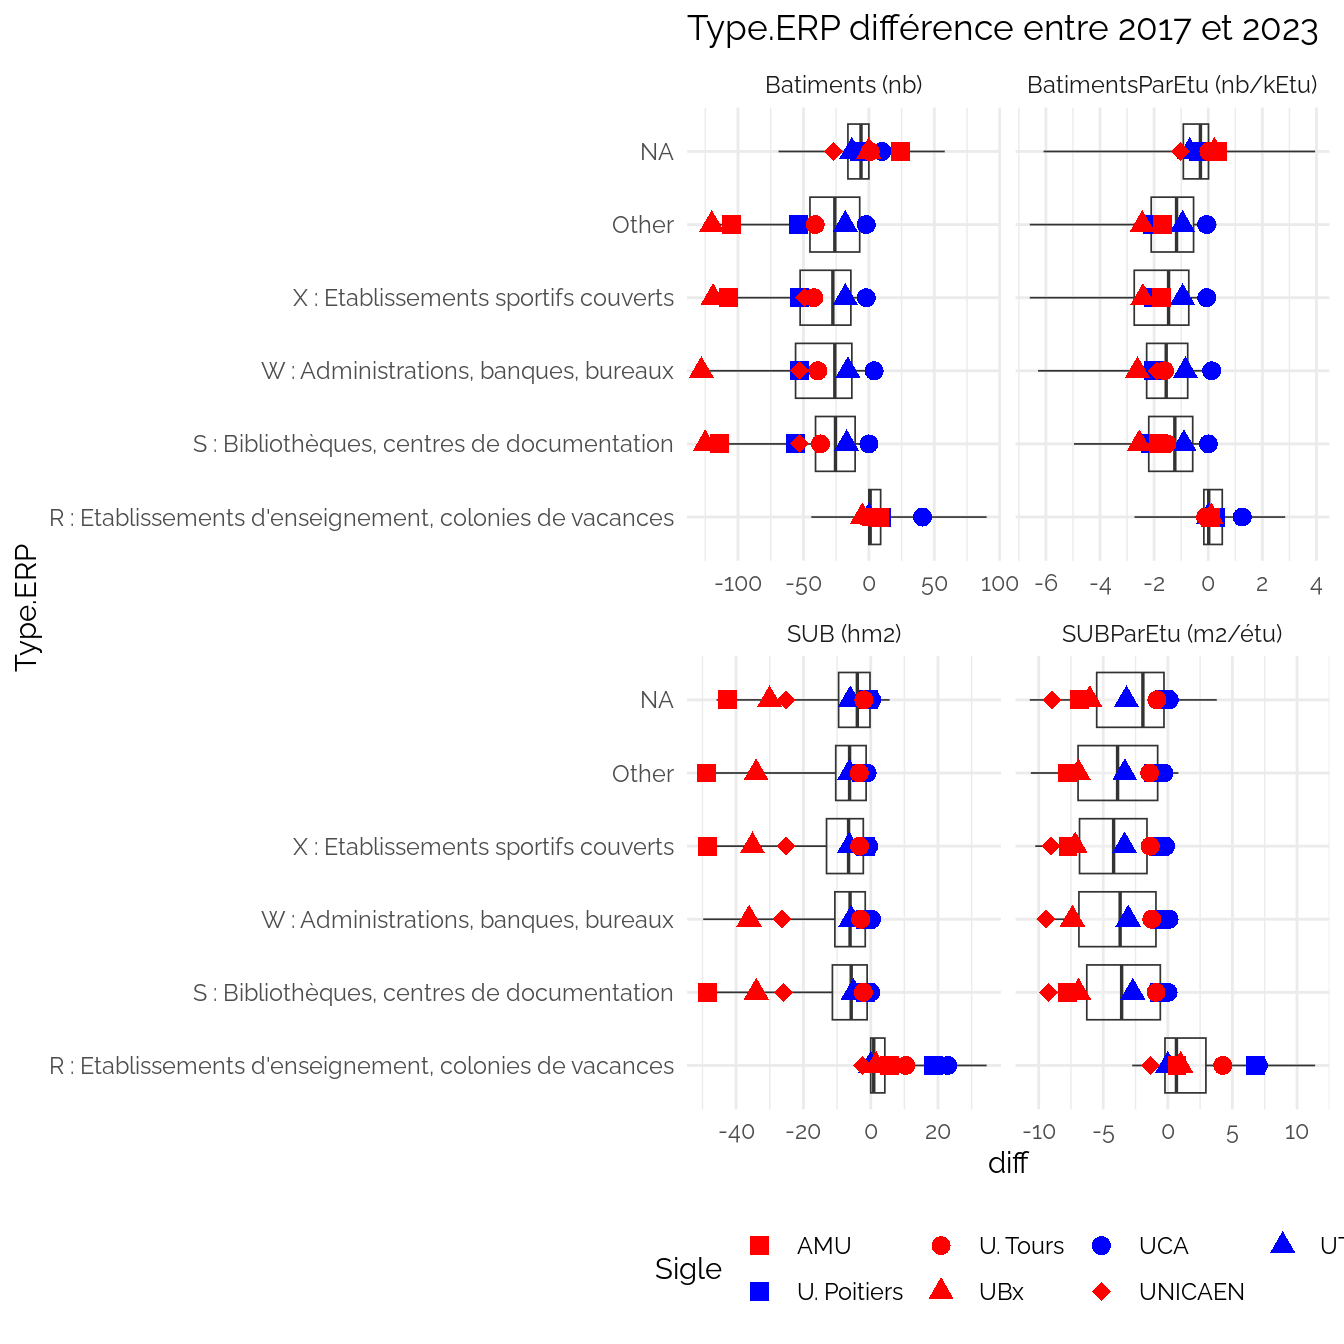 Type.ERP différence entre 2017 et 2023
Batiments (nb)
BatimentsParEtu (nb/kEtu)
NA
Other
X : Etablissements sportifs couverts
W : Administrations, banques, bureaux
S : Bibliothèques, centres de documentation
R : Etablissements d'enseignement, colonies de vacances
-100 -50 0 50 100
-6 -4 -2 0 2 4
SUB (hm2)
SUBParEtu (m2/étu)
NA
Other
X : Etablissements sportifs couverts
W : Administrations, banques, bureaux
S : Bibliothèques, centres de documentation
R : Etablissements d'enseignement, colonies de vacances
-40 -20 0 20
-10 -5 0 5 10
Type.ERP
diff
Sigle
AMU U. Tours UCA
U. Poitiers UBx UNICAEN